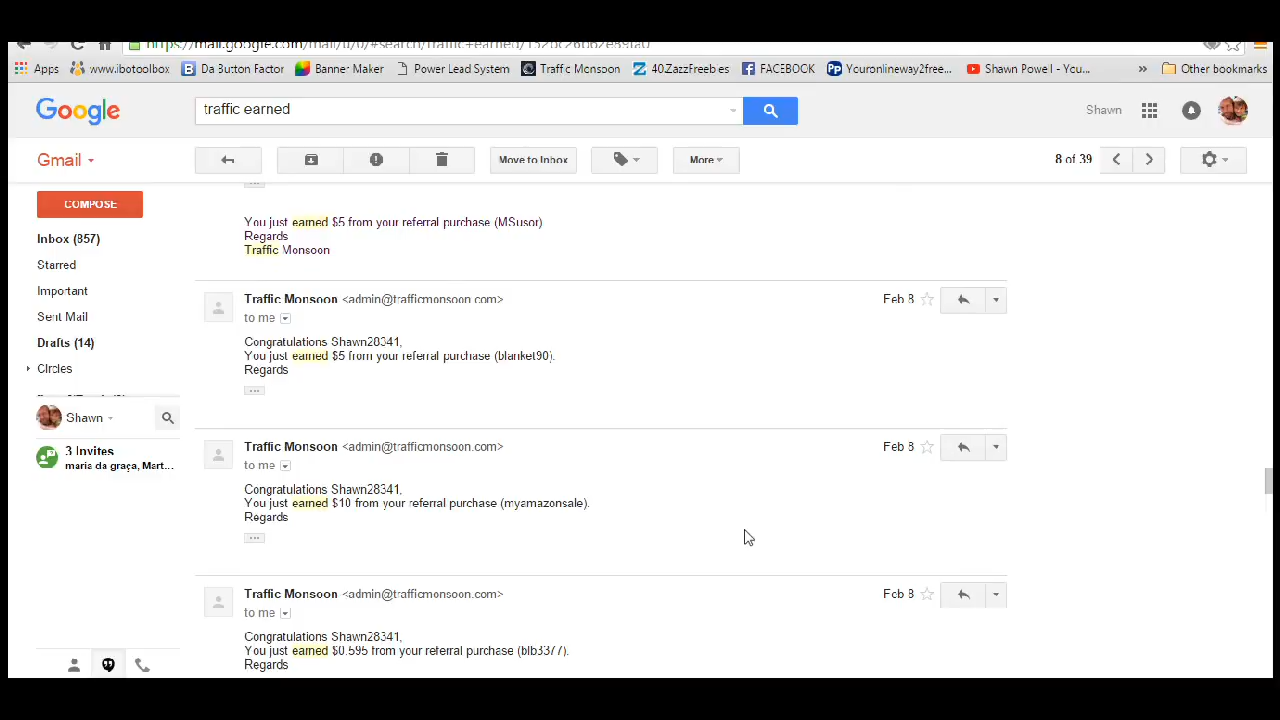 Apps www.ibotoolbox Da Button Factor Banner Maker Power Lead System Traffic Monsoon 40.ZazzFreebies FACEBOOK Youronlineway2free... Shawn Powell - You... » Other bookmarks
Google traffic earned Shawn
Gmail Move to Inbox More 8 of 39
COMPOSE
Inbox (857)
Starred
Important
Sent Mail
Drafts (14)
Circles
Shawn
3 Invites
maria da graça, Mart...
You just earned $5 from your referral purchase (MSusor)
Regards
Traffic Monsoon
Traffic Monsoon <admin@trafficmonsoon.com> Feb 8
to me
Congratulations Shawn28341,
You just earned $5 from your referral purchase (blanket90).
Regards
Traffic Monsoon <admin@trafficmonsoon.com> Feb 8
to me
Congratulations Shawn28341,
You just earned $10 from your referral purchase (myamazonsale).
Regards
Traffic Monsoon <admin@trafficmonsoon.com> Feb 8
to me
Congratulations Shawn28341,
You just earned $0.595 from your referral purchase (blb3377).
Regards